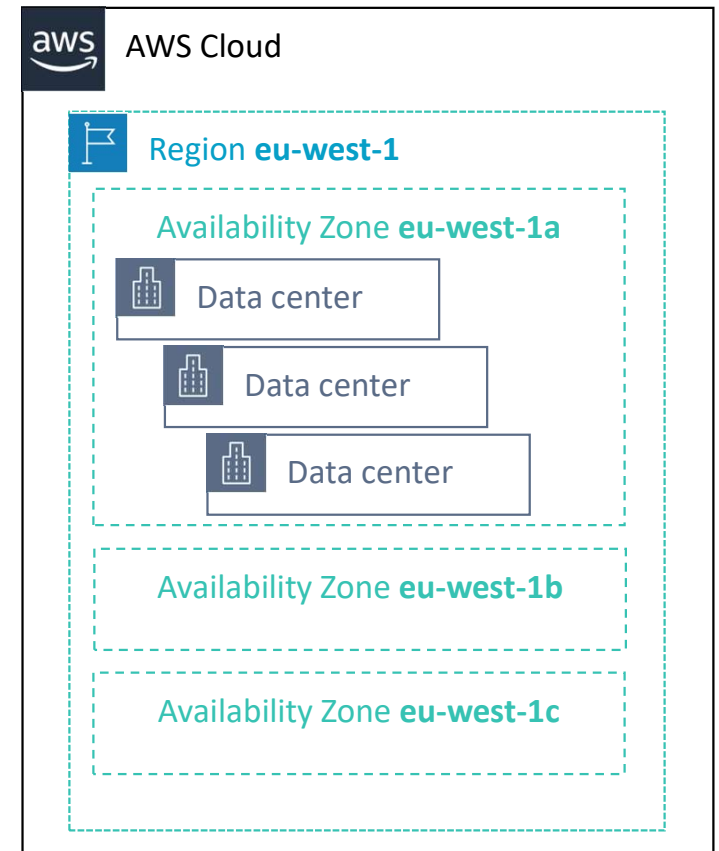 aws AWS Cloud
Region eu-west-1
Availability Zone eu-west-1a
Data center
Data center
Data center
Availability Zone eu-west-1b
Availability Zone eu-west-1c